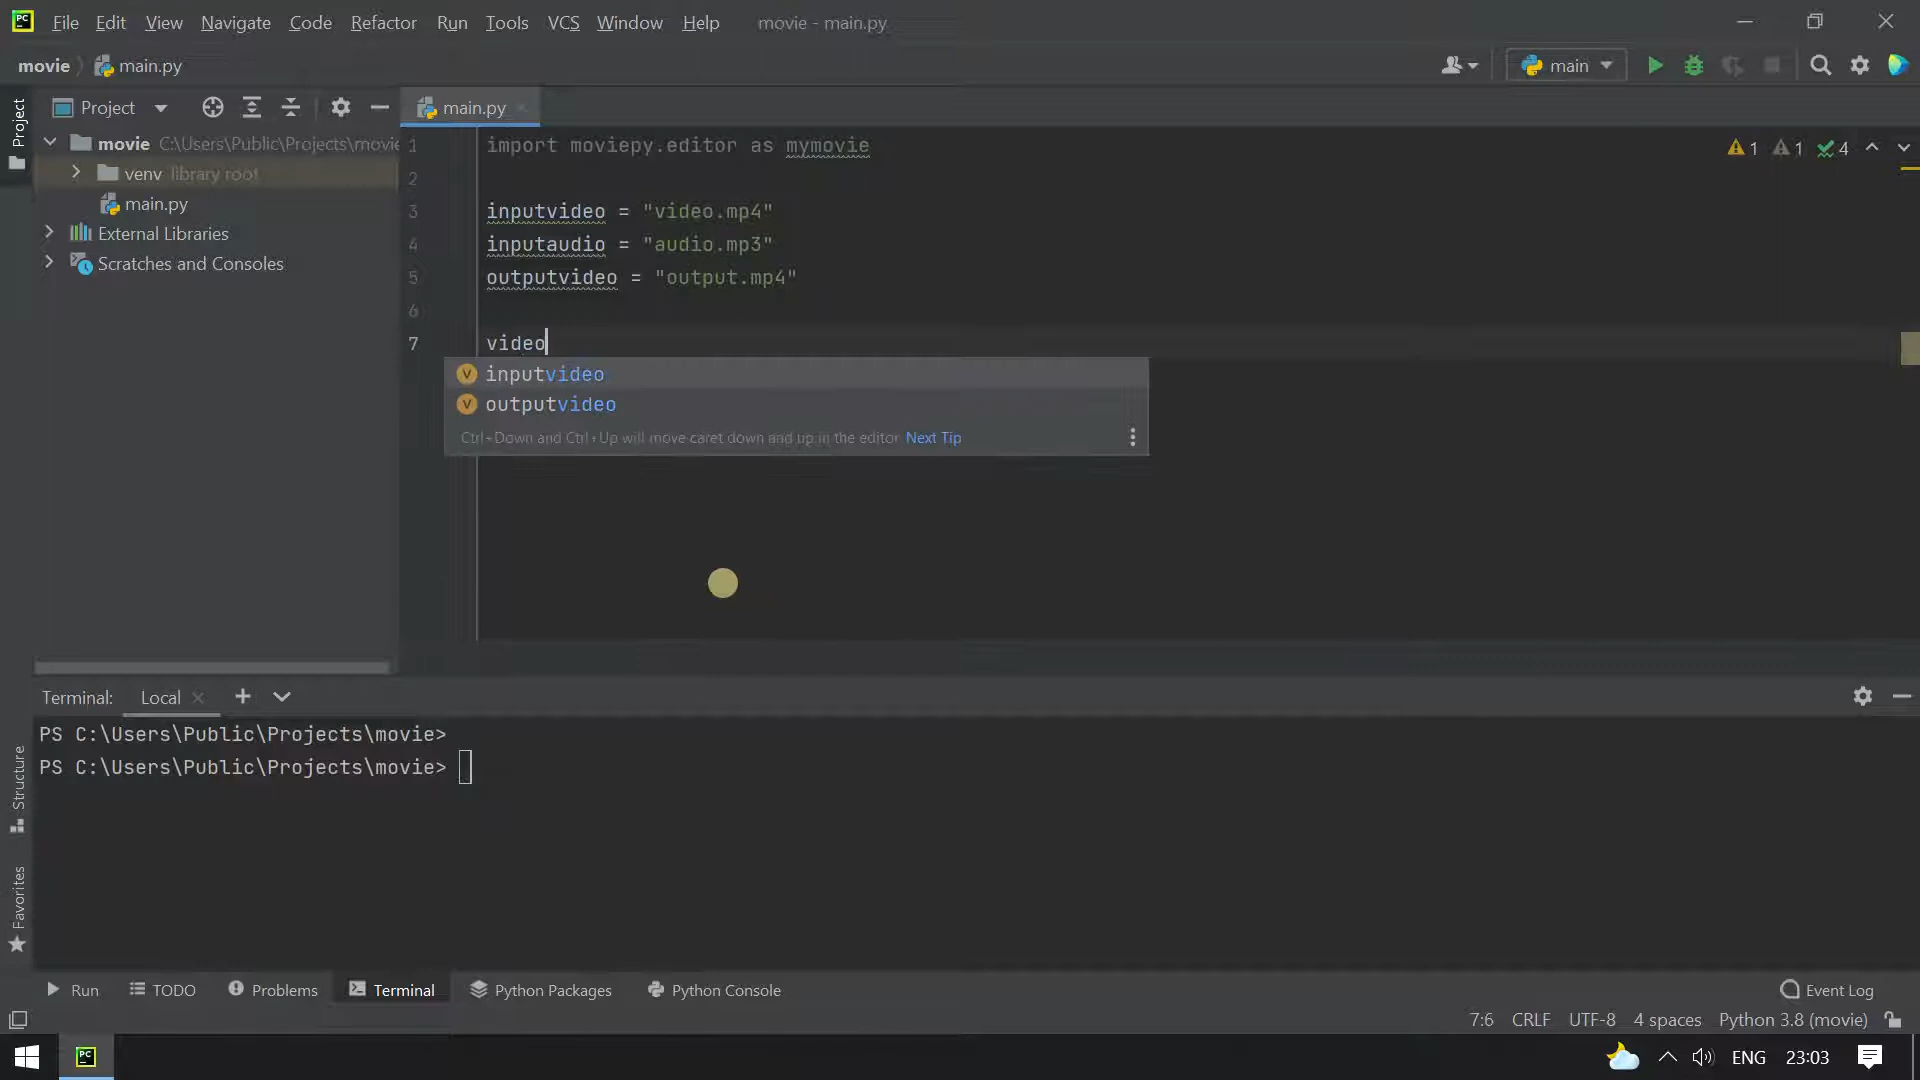 PC File Edit View Navigate Code Refactor Run Tools VCS Window Help movie - main.py
movie main.py main
Project Project main.py
movie C:\Users\Public\Projects\movie
venv library root
main.py
External Libraries
Scratches and Consoles
1 import moviepy.editor as mymovie
2
3 inputvideo = "video.mp4"
4 inputaudio = "audio.mp3"
5 outputvideo = "output.mp4"
6
7 video
1 1 4
V inputvideo
V outputvideo
Ctrl+Down and Ctrl+Up will move caret down and up in the editor Next Tip
Terminal: Local
PS C:\Users\Public\Projects\movie>
PS C:\Users\Public\Projects\movie>
Structure
Favorites
Run TODO Problems Terminal Python Packages Python Console Event Log
7:6 CRLF UTF-8 4 spaces Python 3.8 (movie)
PC ENG 23:03